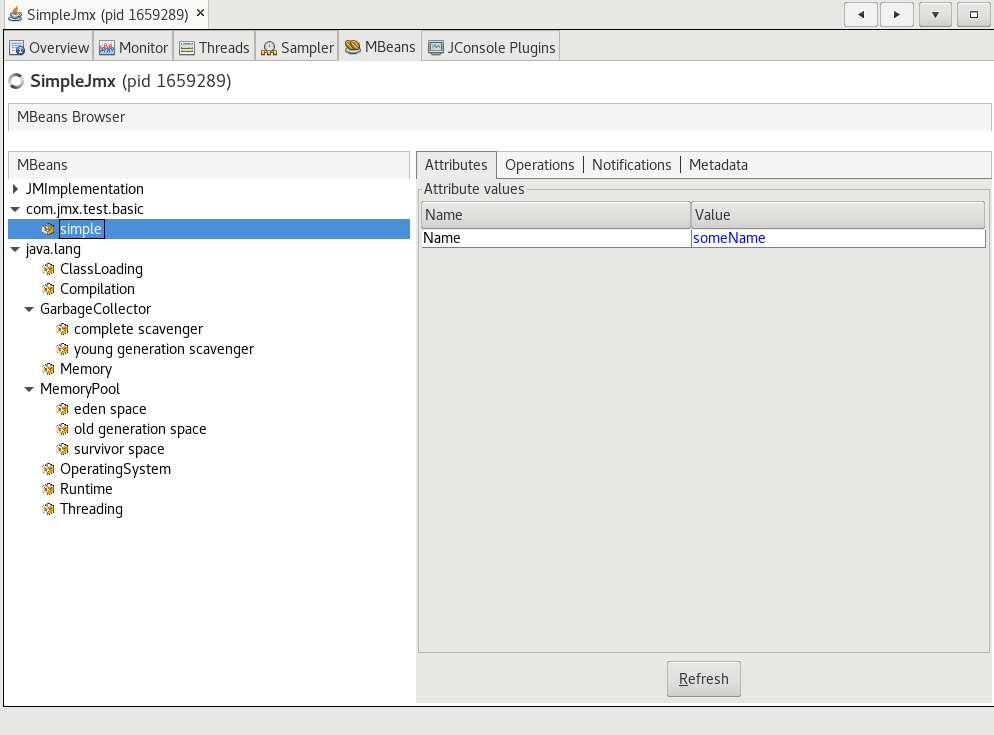 SimpleJmx (pid 1659289) ×
Overview Monitor Threads Sampler MBeans JConsole Plugins
SimpleJmx (pid 1659289)
MBeans Browser
MBeans
JMImplementation
com.jmx.test.basic
simple
java.lang
ClassLoading
Compilation
GarbageCollector
complete scavenger
young generation scavenger
Memory
MemoryPool
eden space
old generation space
survivor space
OperatingSystem
Runtime
Threading
Attributes Operations Notifications Metadata
Attribute values
Name Value
Name someName
Refresh